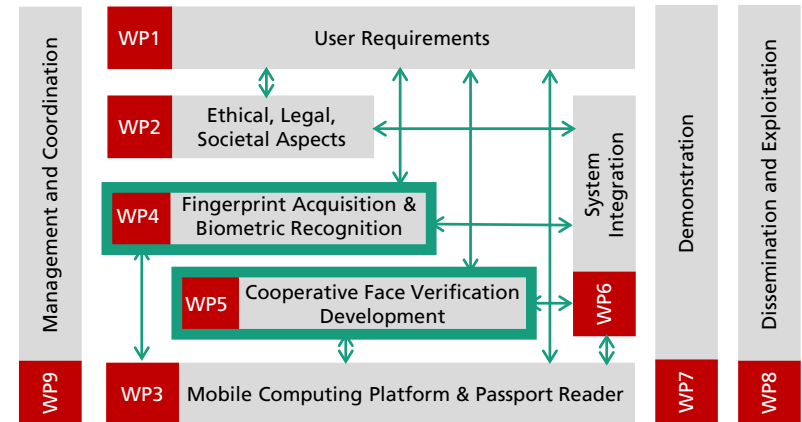 WP1
User Requirements
WP2
Ethical, Legal,
Societal Aspects
WP4
Fingerprint Acquisition &
Biometric Recognition
WP5
Cooperative Face Verification
Development
WP3
Mobile Computing Platform & Passport Reader
Management and Coordination
WP9
System
Integration
WP6
Demonstration
WP7
Dissemination and Exploitation
WP8